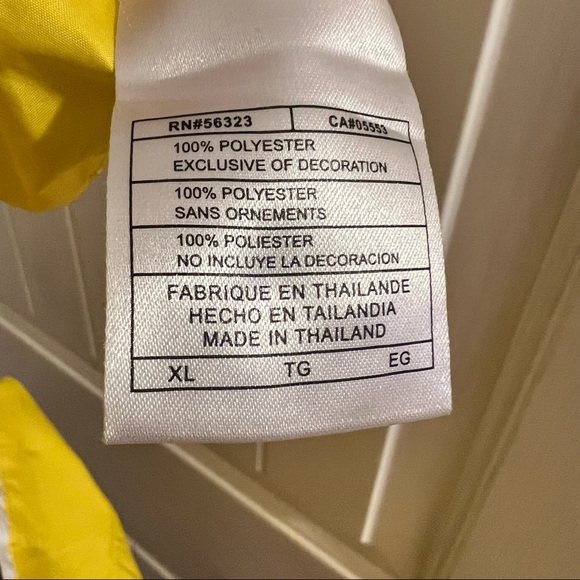 RN#56323 CA#05553
100% POLYESTER
EXCLUSIVE OF DECORATION
100% POLYESTER
SANS ORNEMENTS
100% POLIESTER
NO INCLUYE LA DECORACION
FABRIQUE EN THAILANDE
HECHO EN TAILANDIA
MADE IN THAILAND
XL TG EG